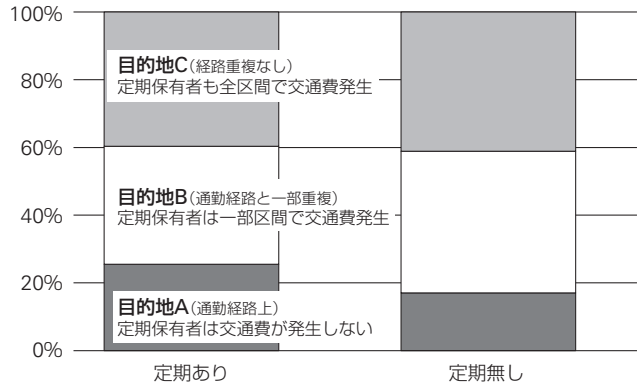 100%
目的地C(経路重複なし)
80%
定期保有者も全区間で交通費発生
60%
目的地B(通勤経路と一部重複)
40%
定期保有者は一部区間で交通費発生
20%
目的地A(通勤経路上)
定期保有者は交通費が発生しない
0%
定期あり 定期無し